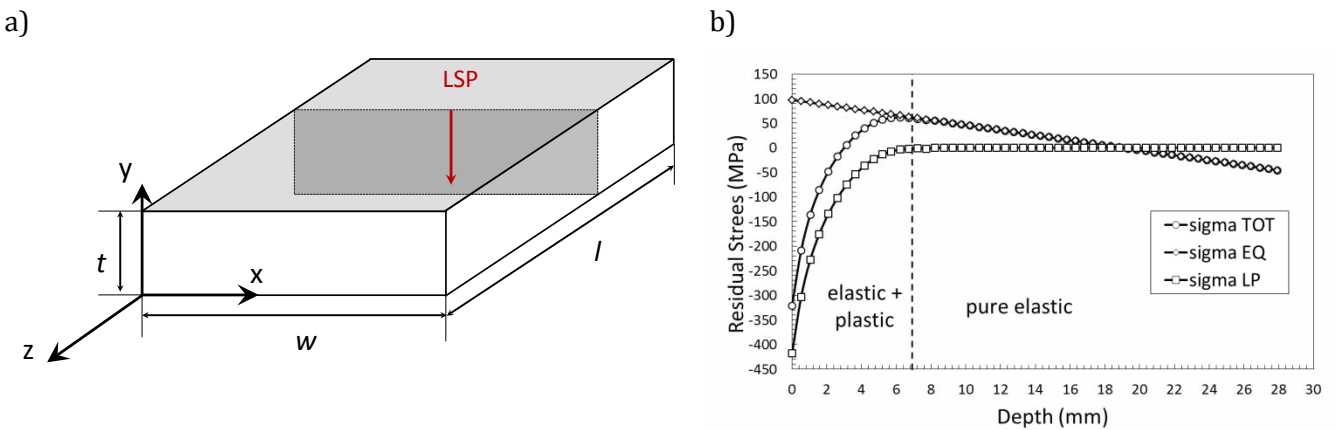 a)
LSP
y
t
x
z
w
l
b)
Residual Strees (MPa)
150
100
50
0
-50
-100
-150
-200
-250
-300
-350
-400
-450
sigma TOT
sigma EQ
sigma LP
elastic +
plastic
pure elastic
0 2 4 6 8 10 12 14 16 18 20 22 24 26 28 30
Depth (mm)